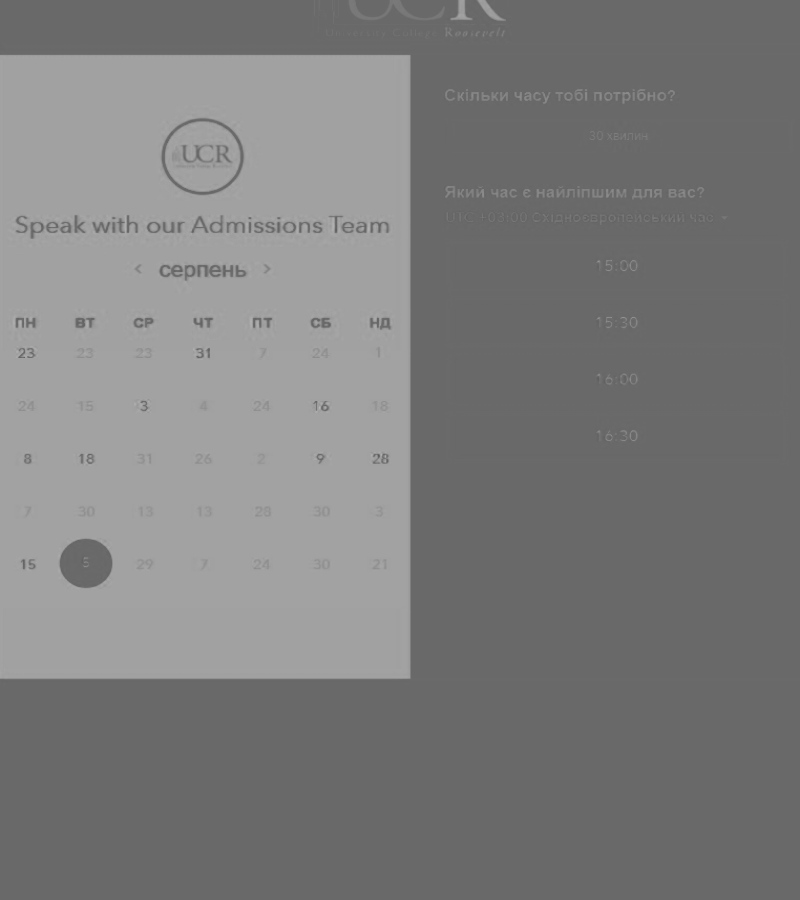 UCR
University College Roosevelt
UCR
Speak with our Admissions Team
< серпень >
ПН ВТ СР ЧТ ПТ СБ НД
23 23 23 31 7 24 1
24 15 3 4 24 16 18
8 18 31 26 2 9 28
7 30 13 13 28 30 3
15 5 29 7 24 30 21
Скільки часу тобі потрібно?
30 хвилин
Який час є найліпшим для вас?
UTC +03:00 Східноєвропейський час
15:00
15:30
16:00
16:30